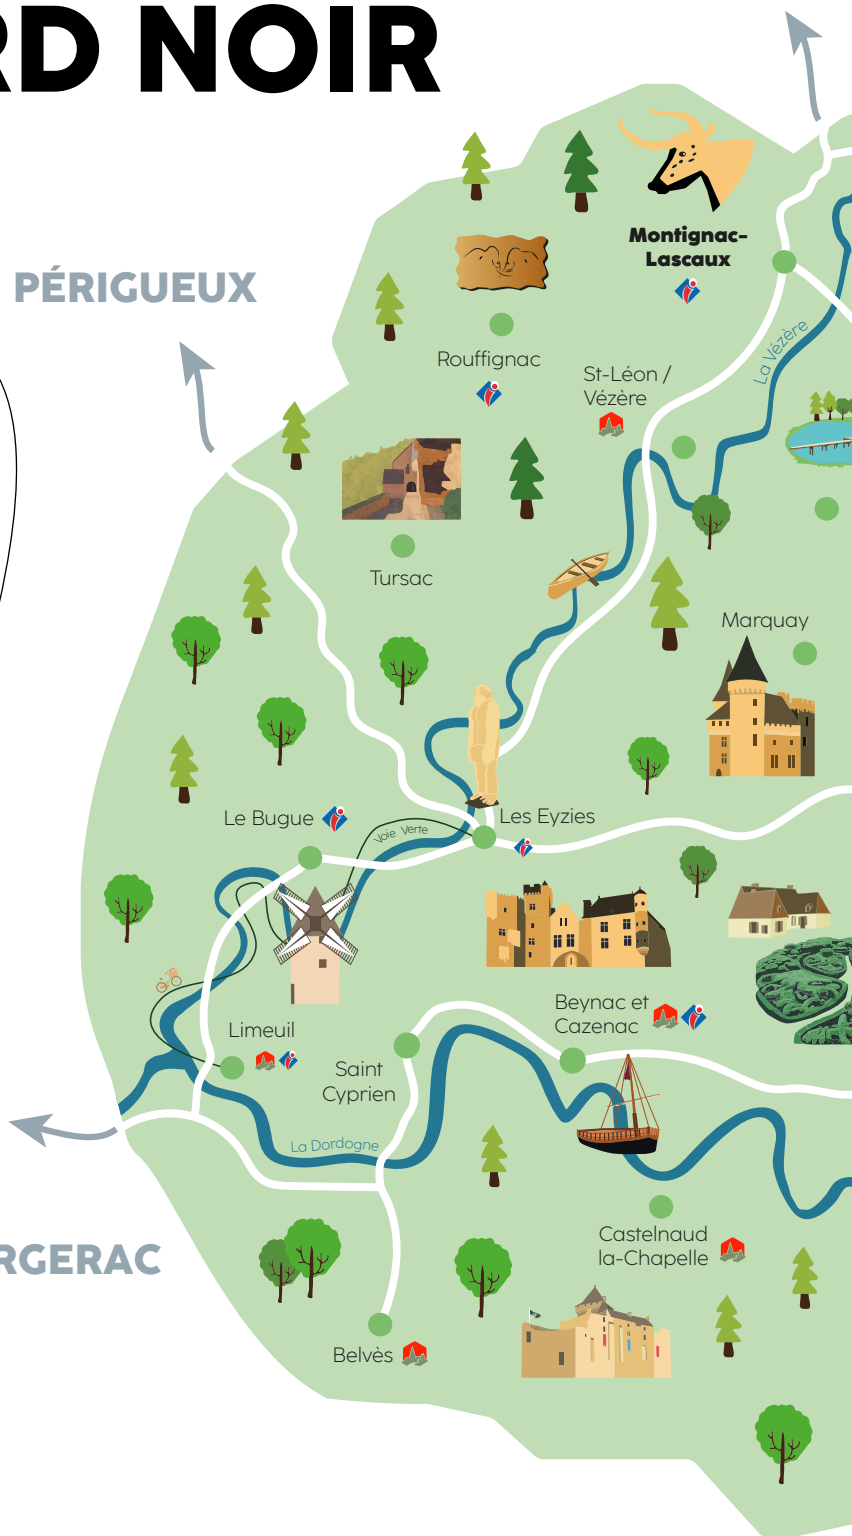 RD NOIR
Montignac-
Lascaux
PÉRIGUEUX
La Vézère
Rouffignac
St-Léon /
Vézère
Tursac
Marquay
Le Bugue
Les Eyzies
Voie Verte
Beynac et
Cazenac
Limeuil
Saint
Cyprien
La Dordogne
Castelnaud
la-Chapelle
RGERAC
Belvès